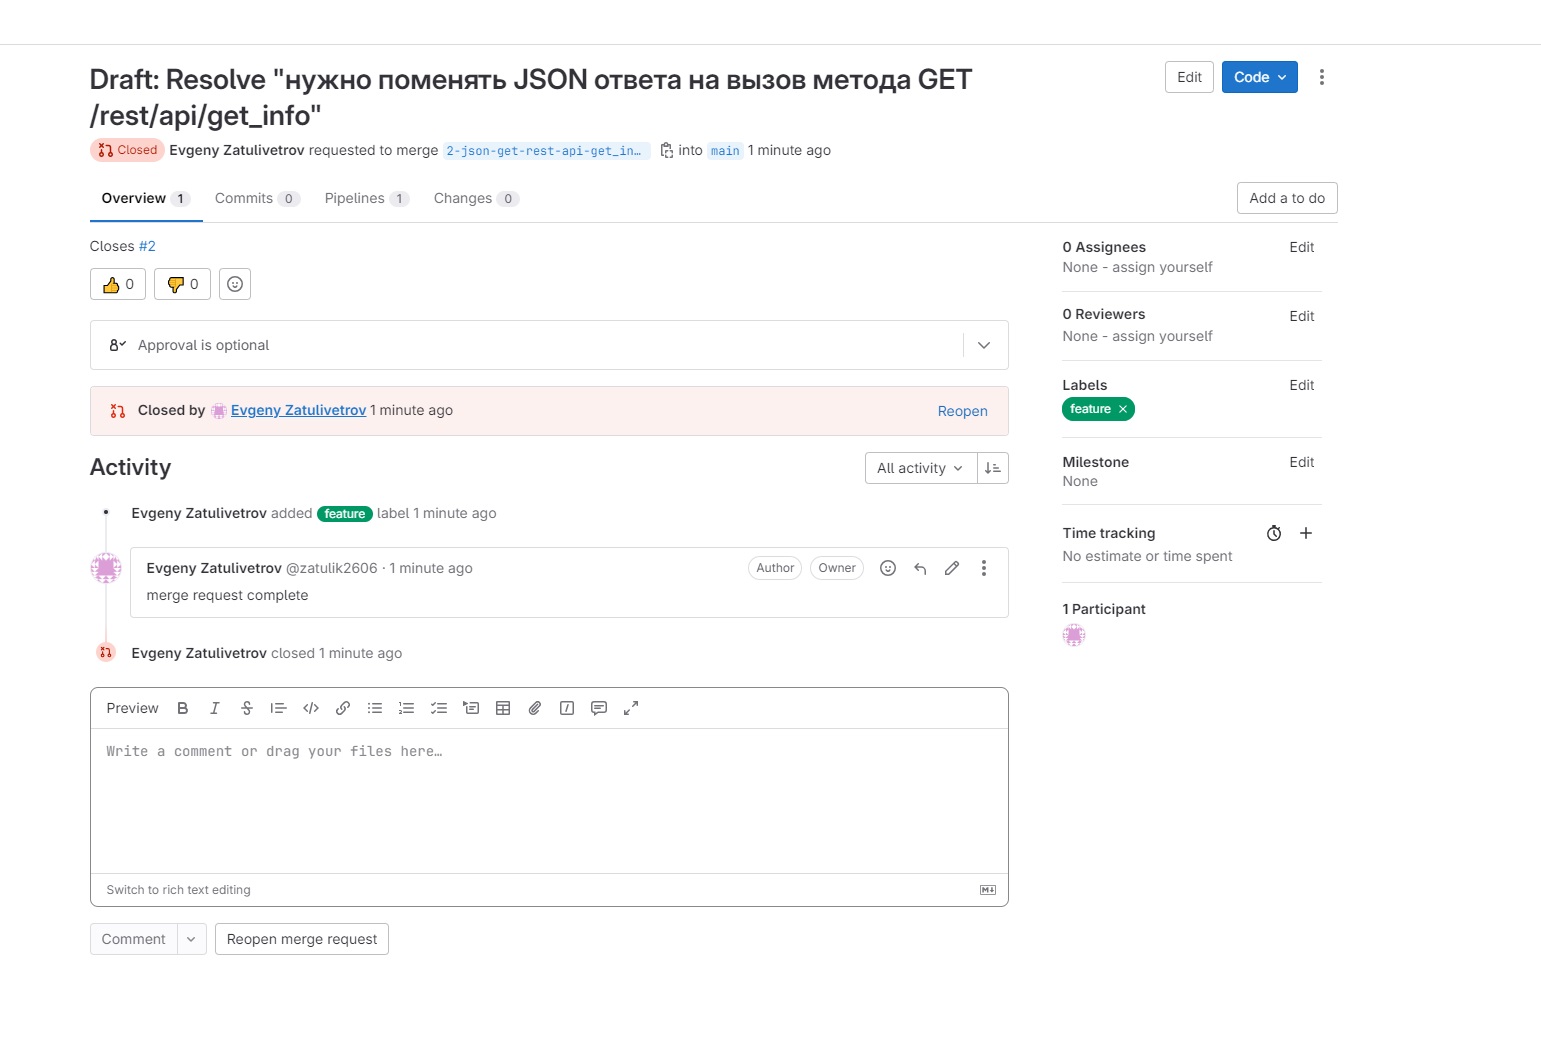 Draft: Resolve "нужно поменять JSON ответа на вызов метода GET
/rest/api/get_info"
Edit
Code
Closed Evgeny Zatulivetrov requested to merge 2-json-get-rest-api-get_in… into main 1 minute ago
Overview 1 Commits 0 Pipelines 1 Changes 0
Add a to do
Closes #2
0 0
Approval is optional
Closed by Evgeny Zatulivetrov 1 minute ago
Reopen
Activity
All activity
Evgeny Zatulivetrov added feature label 1 minute ago
Evgeny Zatulivetrov @zatulik2606 · 1 minute ago
Author Owner
merge request complete
Evgeny Zatulivetrov closed 1 minute ago
Preview
Write a comment or drag your files here…
Switch to rich text editing
Comment
Reopen merge request
0 Assignees
Edit
None - assign yourself
0 Reviewers
Edit
None - assign yourself
Labels
Edit
feature
Milestone
Edit
None
Time tracking
No estimate or time spent
1 Participant